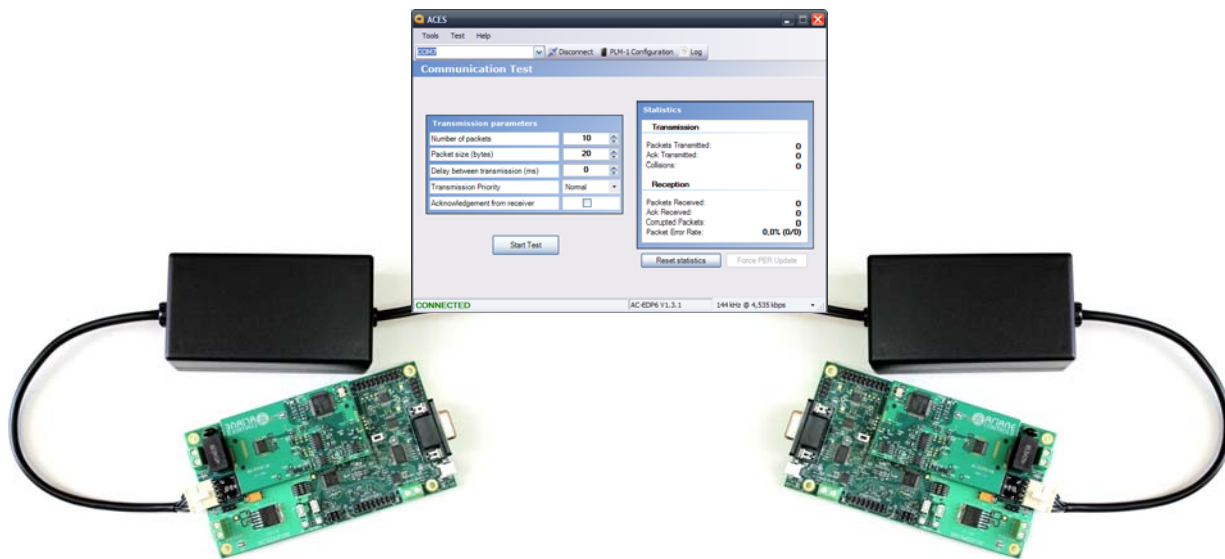 ACES
Tools Test Help
COM3
Disconnect PLM-1 Configuration Log
Communication Test
Transmission parameters
Number of packets 10
Packet size (bytes) 20
Delay between transmission (ms) 0
Transmission Priority Normal
Acknowledgement from receiver
Start Test
Statistics
Transmission
Packets Transmitted: 0
Ack Transmitted: 0
Collisions: 0
Reception
Packets Received: 0
Ack Received: 0
Corrupted Packets: 0
Packet Error Rate: 0,0% (0/0)
Reset statistics Force PER Update
CONNECTED AC-EDP6 V1.3.1 144 kHz @ 4,535 kbps
ARIANE
CONTROLS
ARIANE
CONTROLS